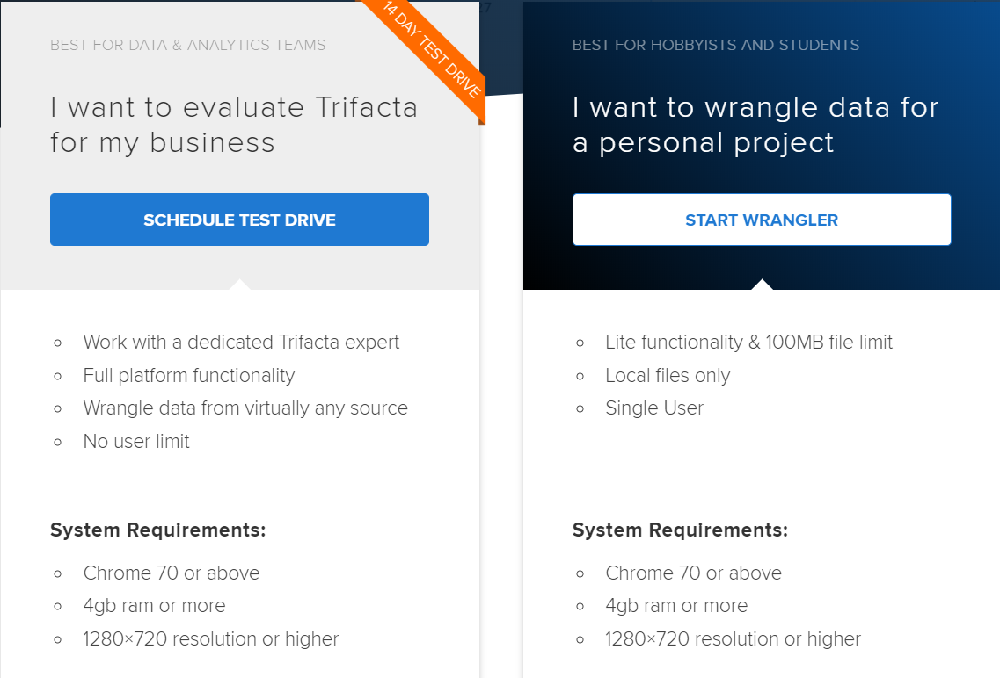 BEST FOR DATA & ANALYTICS TEAMS
14 DAY TEST DRIVE
I want to evaluate Trifacta
for my business
SCHEDULE TEST DRIVE
Work with a dedicated Trifacta expert
Full platform functionality
Wrangle data from virtually any source
No user limit
System Requirements:
Chrome 70 or above
4gb ram or more
1280×720 resolution or higher
27
BEST FOR HOBBYISTS AND STUDENTS
I want to wrangle data for
a personal project
START WRANGLER
Lite functionality & 100MB file limit
Local files only
Single User
System Requirements:
Chrome 70 or above
4gb ram or more
1280×720 resolution or higher